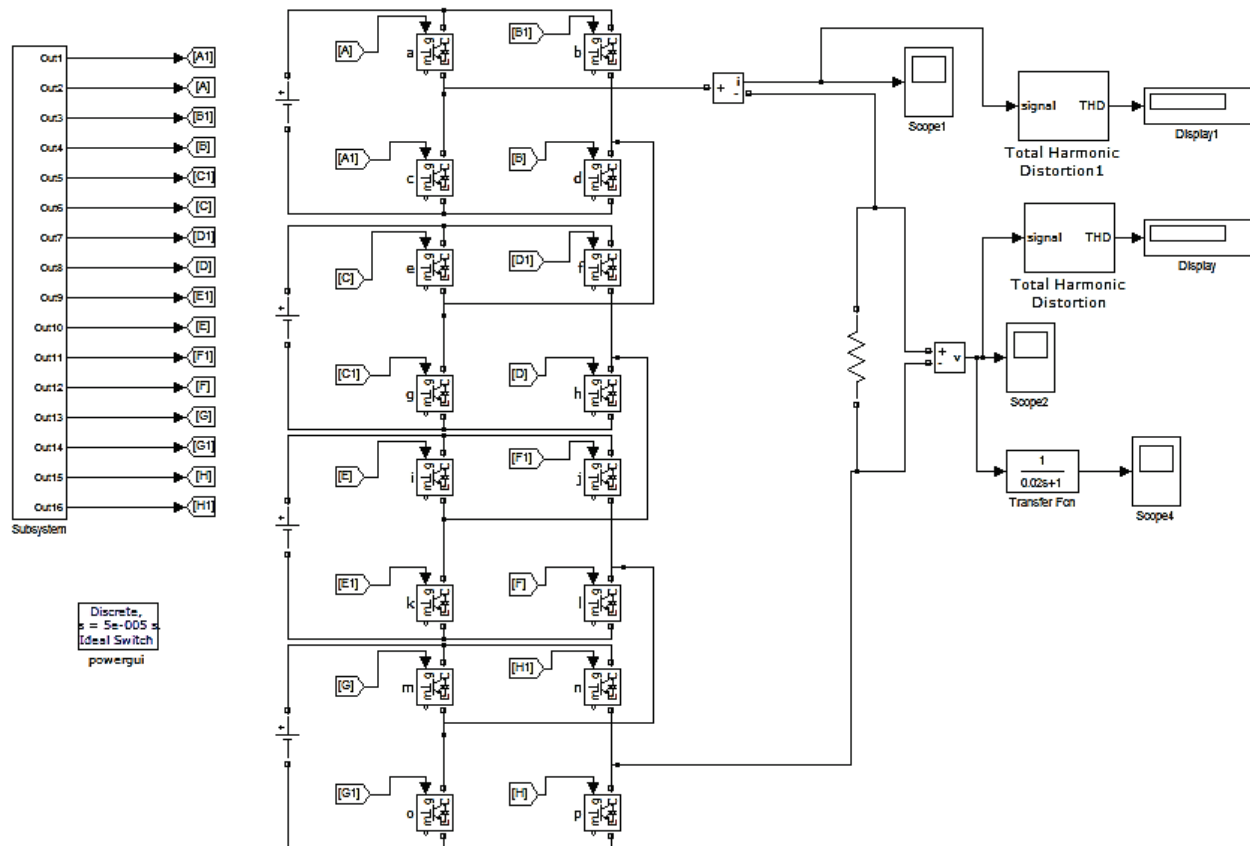 Out1 [A1]
Out2 [A]
Out3 [B1]
Out4 [B]
Out5 [C1]
Out6 [C]
Out7 [D1]
Out8 [D]
Out9 [E1]
Out10 [E]
Out11 [F1]
Out12 [F]
Out13 [G]
Out14 [G1]
Out15 [H]
Out16 [H1]
Subsystem
Discrete,
s = 5e-005 s.
Ideal Switch
powergui
[A] a [B1] b
[A1] c [B] d
[C] e [D1] f
[C1] g [D] h
[E] i [F1] j
[E1] k [F] l
[G] m [H1] n
[G1] o [H] p
+ i -
Scope1
signal THD
Total Harmonic
Distortion1
Display1
signal THD
Total Harmonic
Distortion
Display
+ - v
Scope2
1
0.02s+1
Transfer Fcn
Scope4